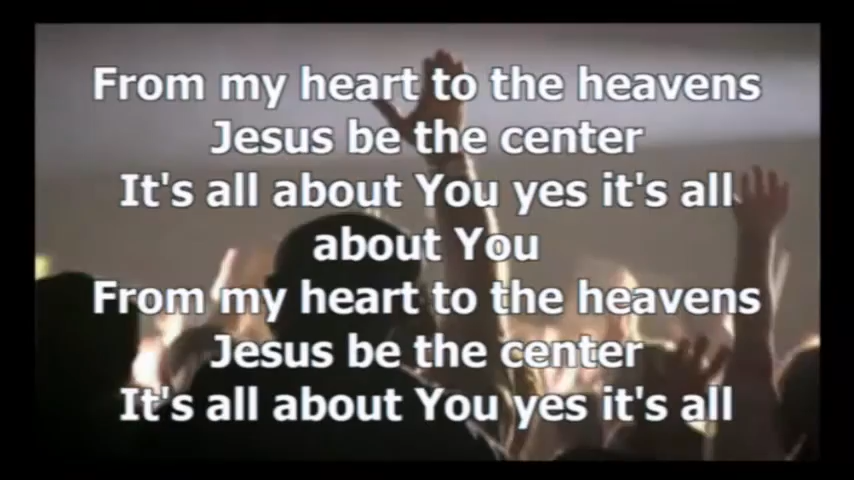 From my heart to the heavens
Jesus be the center
It's all about You yes it's all
about You
From my heart to the heavens
Jesus be the center
It's all about You yes it's all